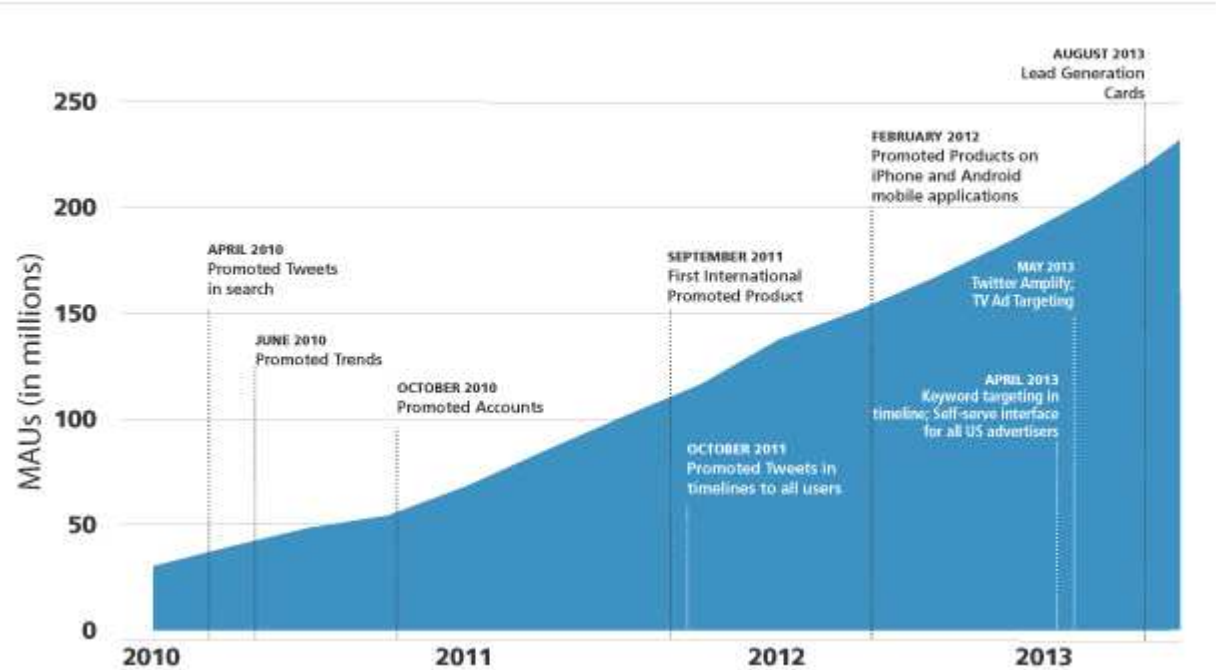 AUGUST 2013
Lead Generation
Cards
250
FEBRUARY 2012
Promoted Products on
iPhone and Android
mobile applications
200
APRIL 2010
Promoted Tweets
in search
SEPTEMBER 2011
First International
Promoted Product
MAY 2013
Twitter Amplify;
TV Ad Targeting
150
JUNE 2010
Promoted Trends
OCTOBER 2010
Promoted Accounts
APRIL 2013
Keyword targeting in
timeline; Self-serve interface
for all US advertisers
100
OCTOBER 2011
Promoted Tweets in
timelines to all users
50
0
MAUs (in millions)
2010
2011
2012
2013